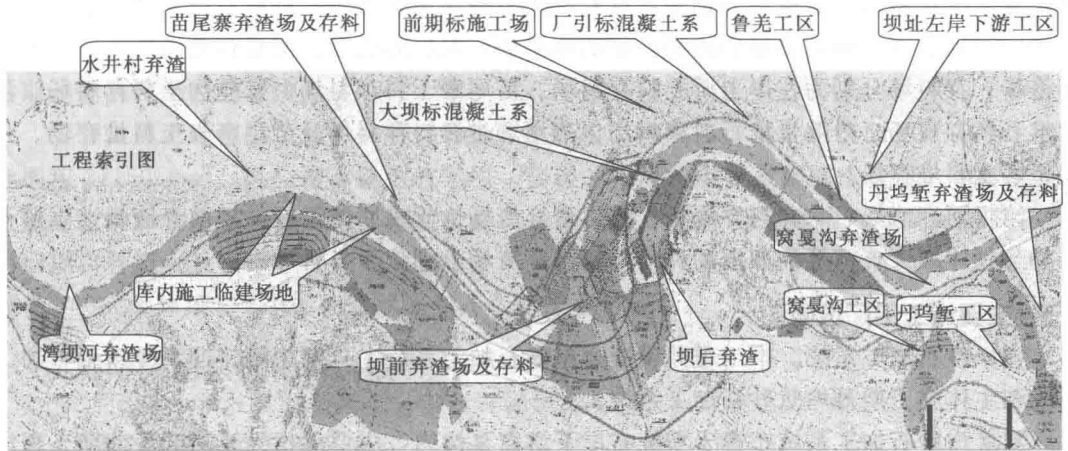 苗尾寨弃渣场及存料
前期标施工场
厂引标混凝土系
鲁羌工区
坝址左岸下游工区
水井村弃渣
大坝标混凝土系
工程索引图
丹坞堑弃渣场及存料
窝戛沟弃渣场
库内施工临建场地
窝戛沟工区
丹坞堑工区
湾坝河弃渣场
坝前弃渣场及存料
坝后弃渣